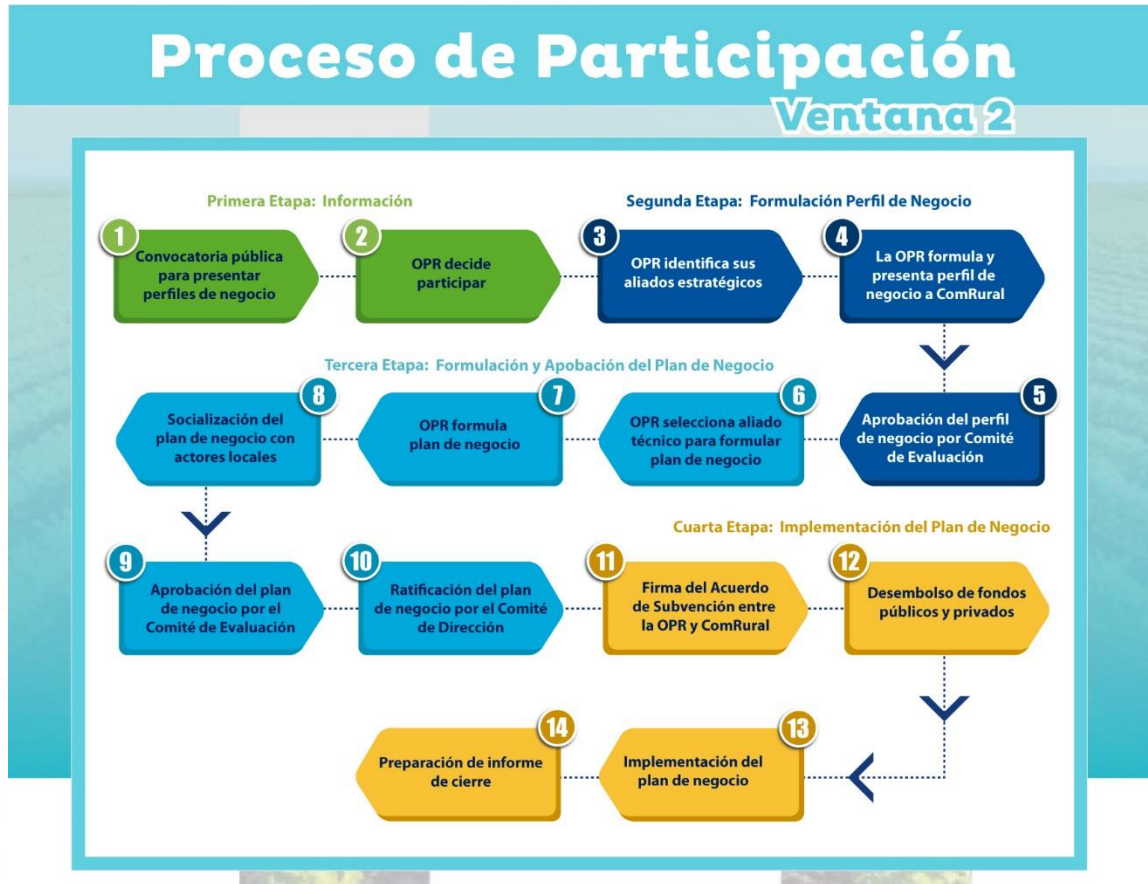 Proceso de Participación
Ventana 2
Primera Etapa: Información
Segunda Etapa: Formulación Perfil de Negocio
1
Convocatoria pública
para presentar
perfiles de negocio
2
OPR decide
participar
3
OPR identifica sus
aliados estratégicos
4
La OPR formula y
presenta perfil de
negocio a ComRural
Tercera Etapa: Formulación y Apobación del Plan de Negocio
5
Aprobación del perfil
de negocio por Comité
de Evaluación
6
OPR selecciona aliado
técnico para formular
plan de negocio
7
OPR formula
plan de negocio
8
Socialización del
plan de negocio con
actores locales
Cuarta Etapa: Implementación del Plan de Negocio
9
Aprobación del plan
de negocio por el
Comité de Evaluación
10
Ratificación del plan
de negocio por el Comité
de Dirección
11
Firma del Acuerdo
de Subvención entre
la OPR y ComRural
12
Desembolso de fondos
públicos y privados
13
Implementación del
plan de negocio
14
Preparación de informe
de cierre